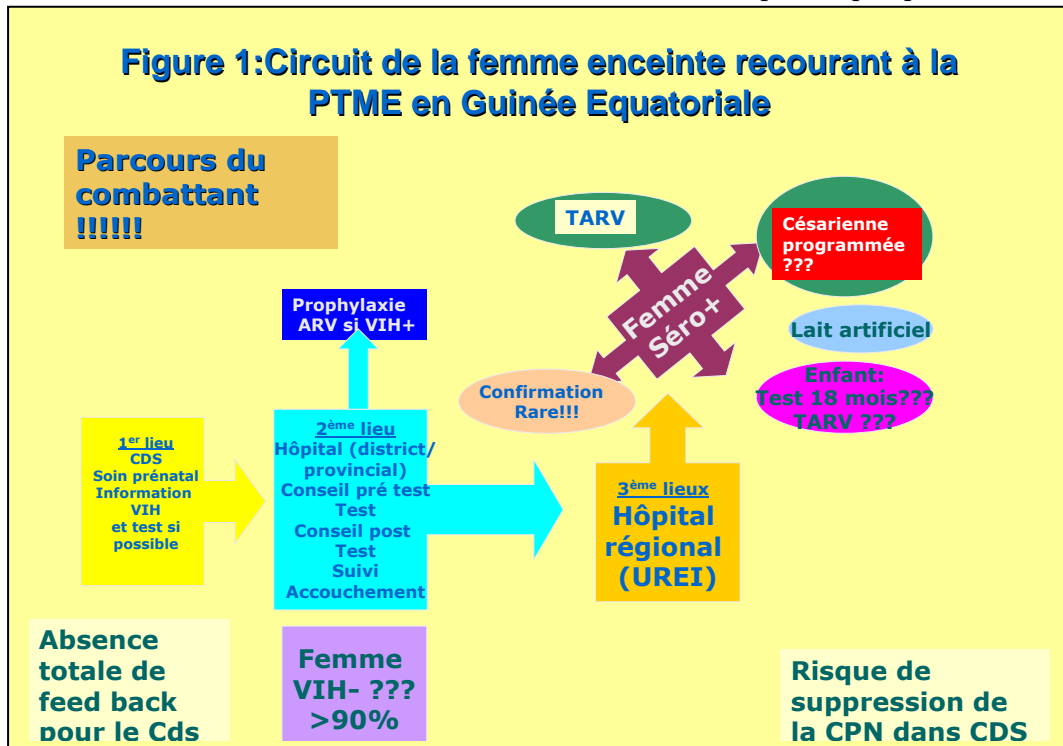 Figure 1:Circuit de la femme enceinte recourant à la
PTME en Guinée Equatoriale
Parcours du
combattant
!!!!!!
TARV
Césarienne
programmée
???
Femme
Séro+
Lait artificiel
Enfant:
Test 18 mois???
TARV ???
Confirmation
Rare!!!
Prophylaxie
ARV si VIH+
1er lieu
CDS
Soin prénatal
Information
VIH
et test si
possible
2ème lieu
Hôpital (district/
provincial)
Conseil pré test
Test
Conseil post
Test
Suivi
Accouchement
3ème lieux
Hôpital
régional
(UREI)
Absence
totale de
feed back
pour le Cds
Femme
VIH- ???
>90%
Risque de
suppression de
la CPN dans CDS